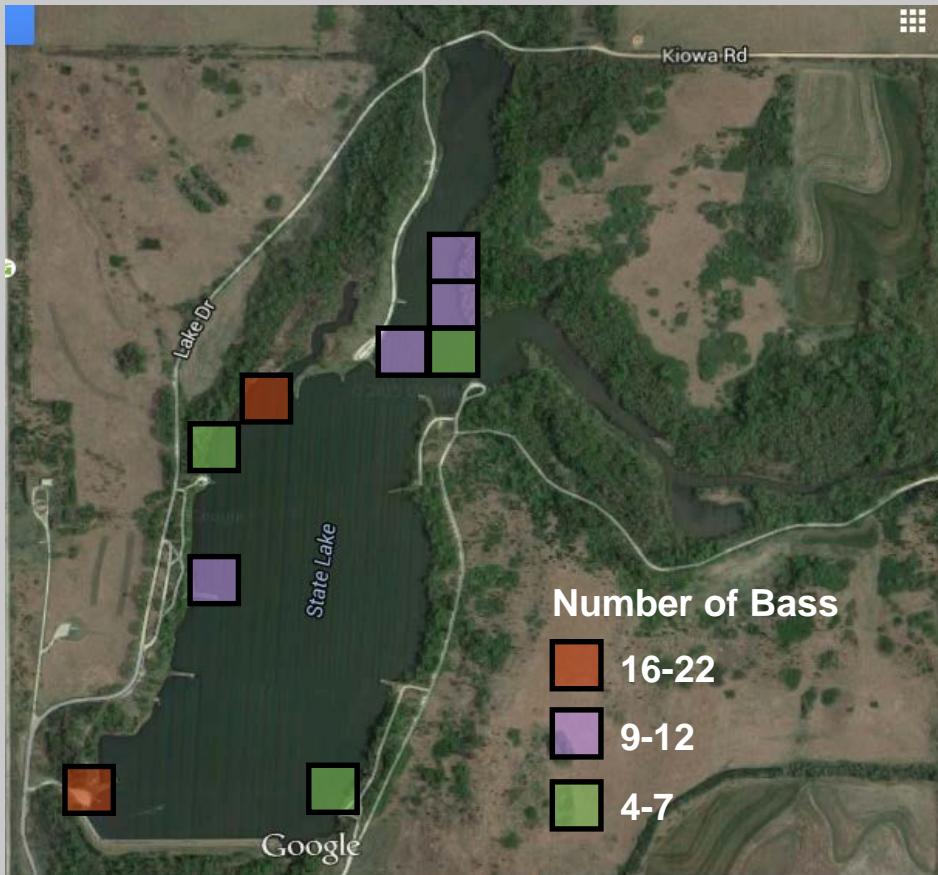 Kiowa Rd
Lake Dr
State Lake
Number of Bass
16-22
9-12
4-7
Google